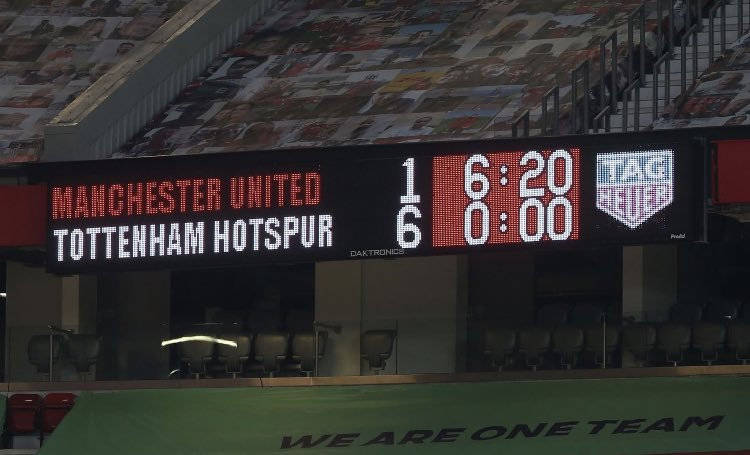 MANCHESTER UNITED 1 6:20
TOTTENHAM HOTSPUR 6 0:00
TAG
HEUER
DAKTRONICS
WE ARE ONE TEAM